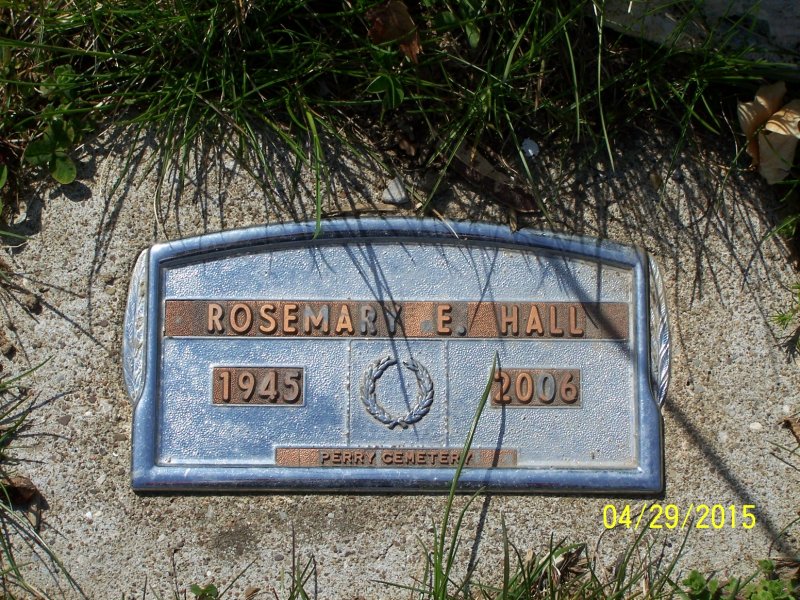 ROSEMARY E. HALL
1945 2006
PERRY CEMETERY
04/29/2015